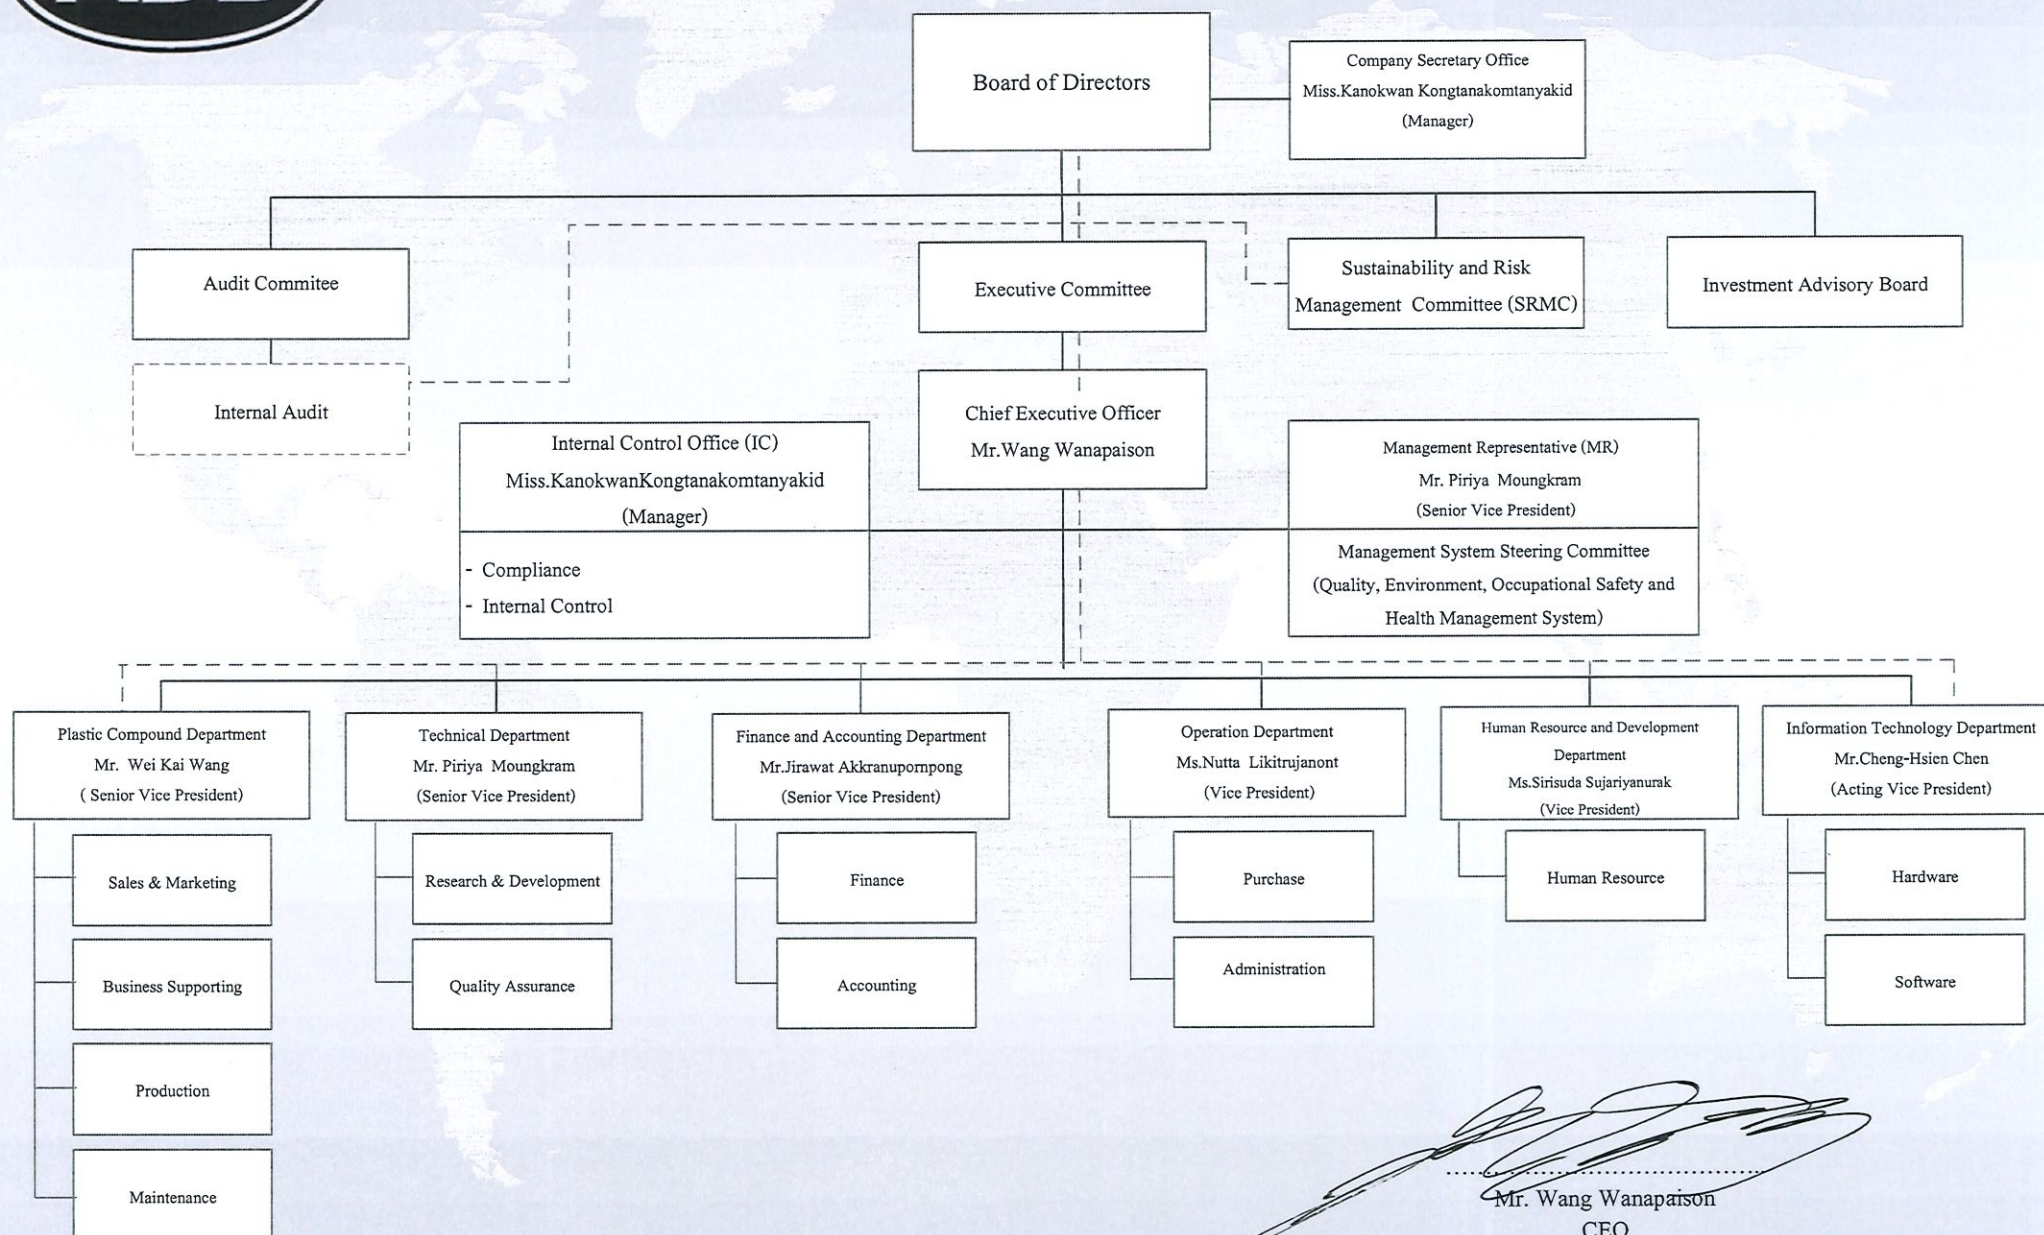 Board of Directors
Company Secretary Office
Miss.Kanokwan Kongtanakomtanyakid
(Manager)
Audit Commitee
Executive Committee
Sustainability and Risk
Management Committee (SRMC)
Investment Advisory Board
Internal Audit
Chief Executive Officer
Mr.Wang Wanapaison
Internal Control Office (IC)
Miss.KanokwanKongtanakomtanyakid
(Manager)
- Compliance
- Internal Control
Management Representative (MR)
Mr. Piriya Moungkram
(Senior Vice President)
Management System Steering Committee
(Quality, Environment, Occupational Safety and
Health Management System)
Plastic Compound Department
Mr. Wei Kai Wang
( Senior Vice President)
Sales & Marketing
Business Supporting
Production
Maintenance
Technical Department
Mr. Piriya Moungkram
(Senior Vice President)
Research & Development
Quality Assurance
Finance and Accounting Department
Mr.Jirawat Akkranupornpong
(Senior Vice President)
Finance
Accounting
Operation Department
Ms.Nutta Likitrujanont
(Vice President)
Purchase
Administration
Human Resource and Development
Department
Ms.Sirisuda Sujariyanurak
(Vice President)
Human Resource
Information Technology Department
Mr.Cheng-Hsien Chen
(Acting Vice President)
Hardware
Software
Mr. Wang Wanapaison
CEO